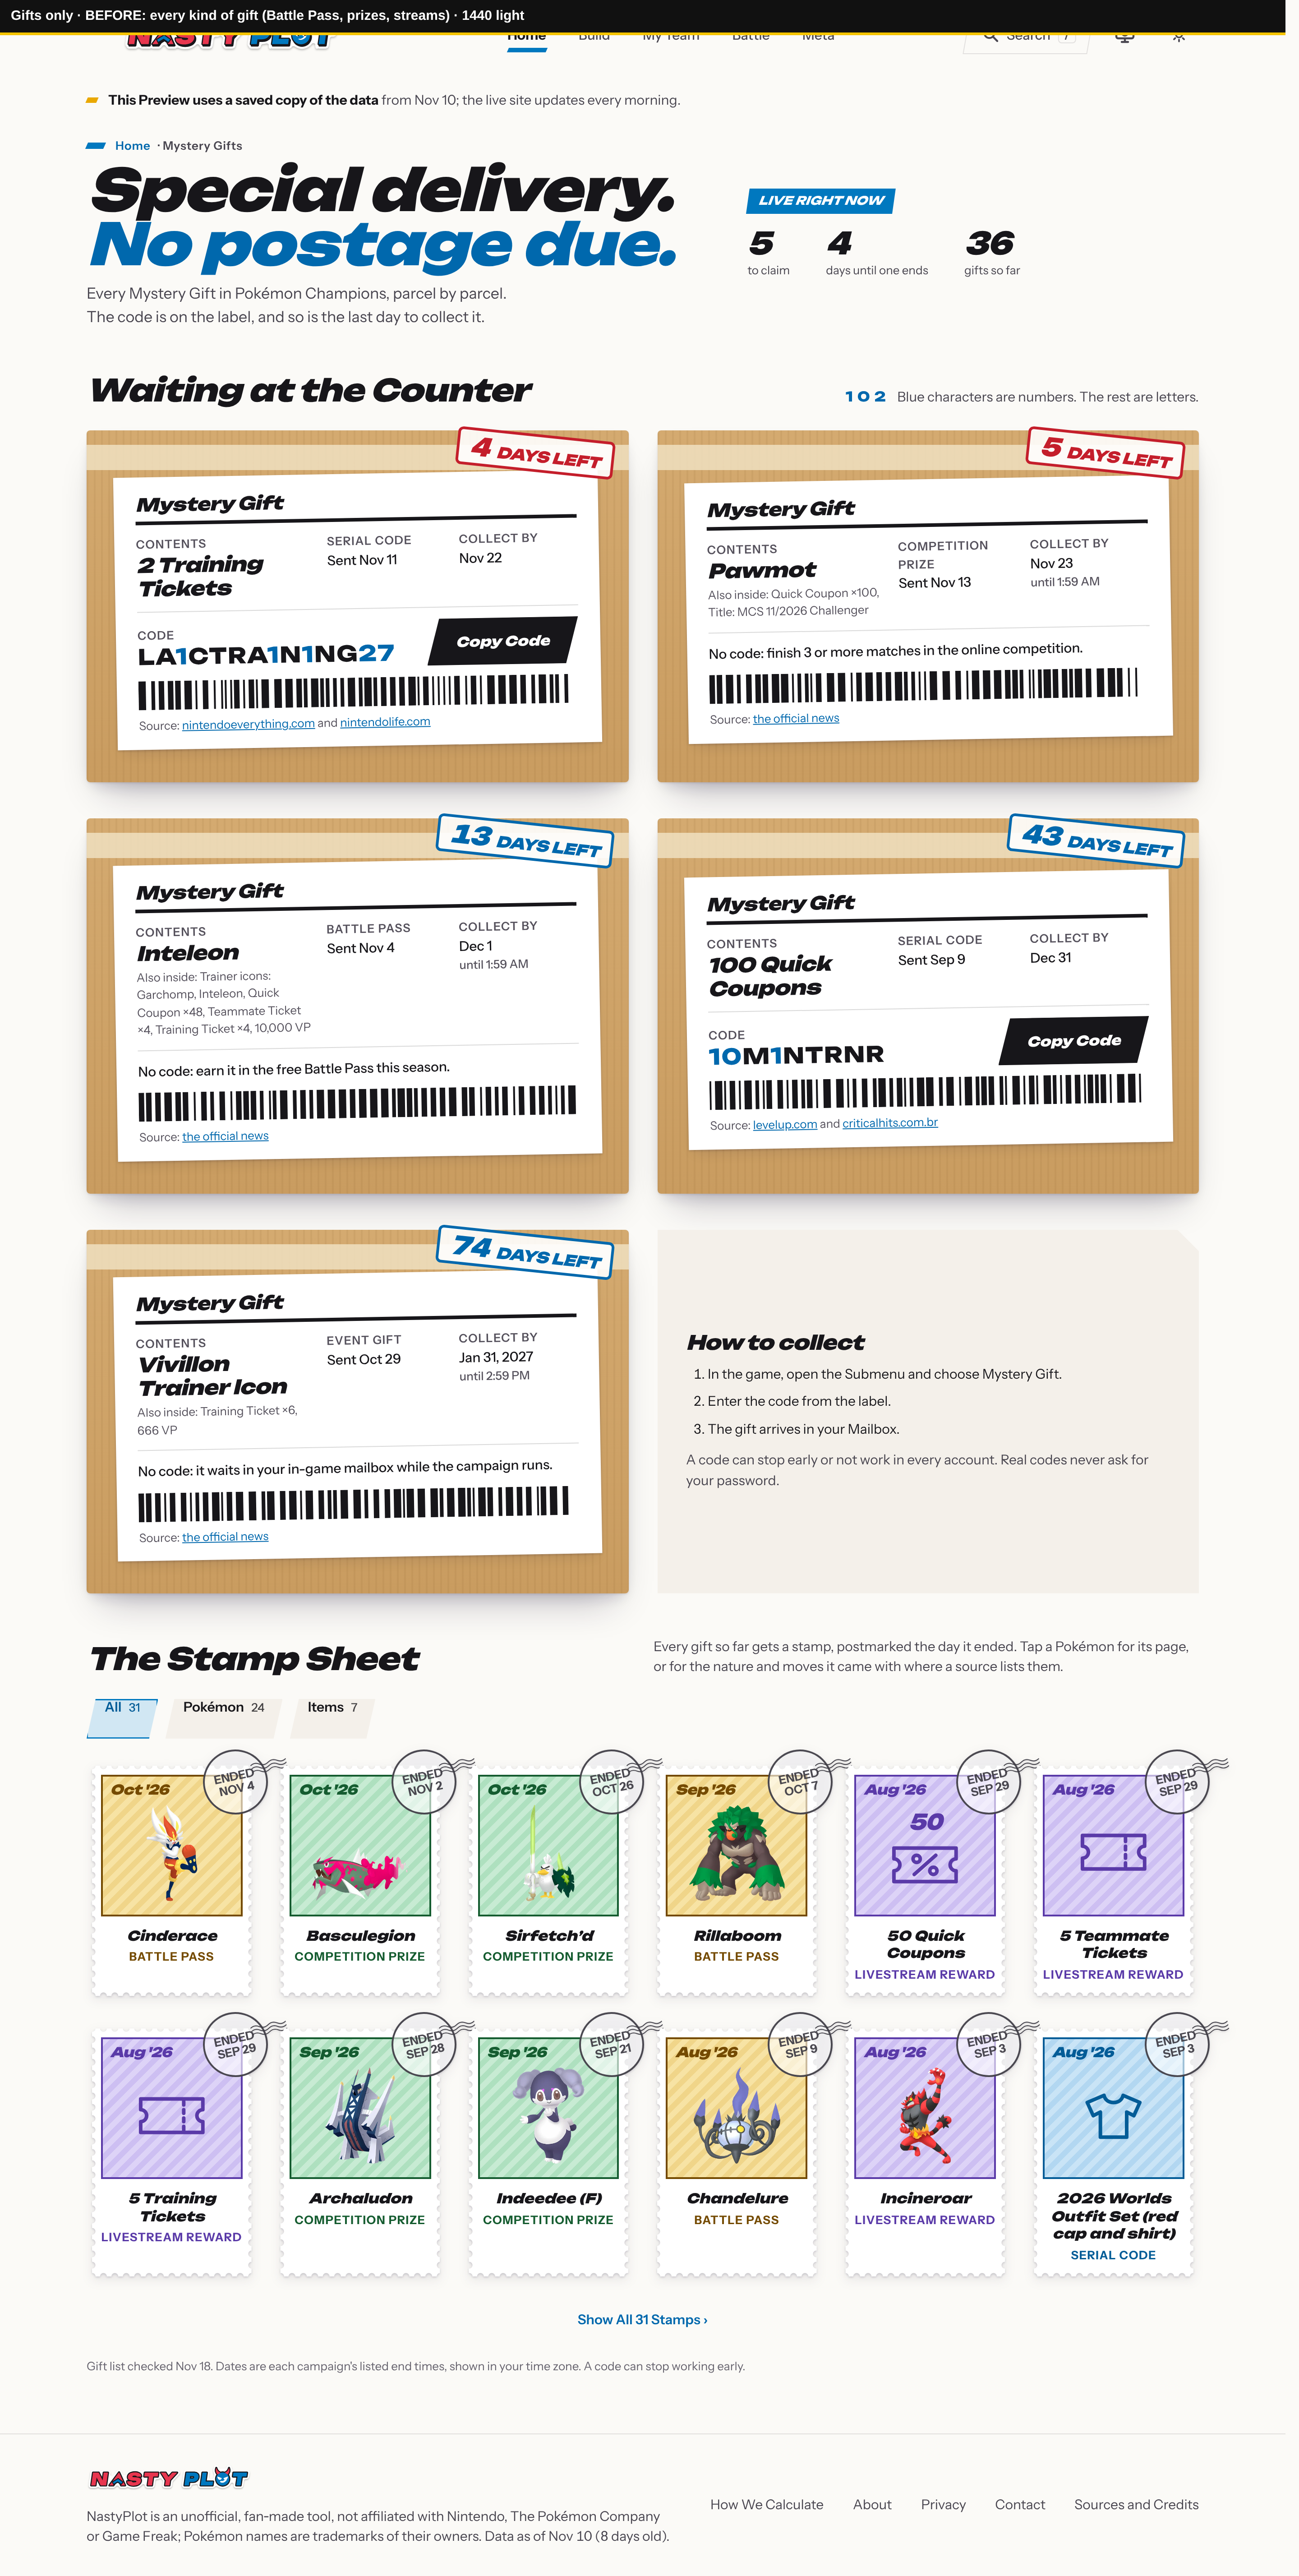 Gifts only · BEFORE: every kind of gift (Battle Pass, prizes, streams) · 1440 light
NASTY PLOT
Home Build My Team Battle Meta Search /
This Preview uses a saved copy of the data from Nov 10; the live site updates every morning.
Home · Mystery Gifts
Special delivery.
No postage due.
Every Mystery Gift in Pokémon Champions, parcel by parcel.
The code is on the label, and so is the last day to collect it.
LIVE RIGHT NOW
5 4 36
to claim days until one ends gifts so far
Waiting at the Counter
102 Blue characters are numbers. The rest are letters.
4 DAYS LEFT
Mystery Gift
CONTENTS SERIAL CODE COLLECT BY
2 Training Tickets Sent Nov 11 Nov 22
CODE
LA1CTRA1N1NG27
Copy Code
Source: nintendoeverything.com and nintendolife.com
5 DAYS LEFT
Mystery Gift
CONTENTS COMPETITION PRIZE COLLECT BY
Pawmot Sent Nov 13 Nov 23
until 1:59 AM
Also inside: Quick Coupon ×100,
Title: MCS 11/2026 Challenger
No code: finish 3 or more matches in the online competition.
Source: the official news
13 DAYS LEFT
Mystery Gift
CONTENTS BATTLE PASS COLLECT BY
Inteleon Sent Nov 4 Dec 1
until 1:59 AM
Also inside: Trainer icons:
Garchomp, Inteleon, Quick
Coupon ×48, Teammate Ticket
×4, Training Ticket ×4, 10,000 VP
No code: earn it in the free Battle Pass this season.
Source: the official news
43 DAYS LEFT
Mystery Gift
CONTENTS SERIAL CODE COLLECT BY
100 Quick Coupons Sent Sep 9 Dec 31
CODE
10M1NTRNR
Copy Code
Source: levelup.com and criticalhits.com.br
74 DAYS LEFT
Mystery Gift
CONTENTS EVENT GIFT COLLECT BY
Vivillon Trainer Icon Sent Oct 29 Jan 31, 2027
until 2:59 PM
Also inside: Training Ticket ×6,
666 VP
No code: it waits in your in-game mailbox while the campaign runs.
Source: the official news
How to collect
1. In the game, open the Submenu and choose Mystery Gift.
2. Enter the code from the label.
3. The gift arrives in your Mailbox.
A code can stop early or not work in every account. Real codes never ask for
your password.
The Stamp Sheet
Every gift so far gets a stamp, postmarked the day it ended. Tap a Pokémon for its page,
or for the nature and moves it came with where a source lists them.
All 31 Pokémon 24 Items 7
Oct '26 ENDED NOV 4
Cinderace
BATTLE PASS
Oct '26 ENDED NOV 2
Basculegion
COMPETITION PRIZE
Oct '26 ENDED OCT 26
Sirfetch'd
COMPETITION PRIZE
Sep '26 ENDED OCT 7
Rillaboom
BATTLE PASS
Aug '26 ENDED SEP 29
50
50 Quick Coupons
LIVESTREAM REWARD
Aug '26 ENDED SEP 29
5 Teammate Tickets
LIVESTREAM REWARD
Aug '26 ENDED SEP 29
5 Training Tickets
LIVESTREAM REWARD
Sep '26 ENDED SEP 28
Archaludon
COMPETITION PRIZE
Sep '26 ENDED SEP 21
Indeedee (F)
COMPETITION PRIZE
Aug '26 ENDED SEP 9
Chandelure
BATTLE PASS
Aug '26 ENDED SEP 3
Incineroar
LIVESTREAM REWARD
Aug '26 ENDED SEP 3
2026 Worlds Outfit Set (red cap and shirt)
SERIAL CODE
Show All 31 Stamps ›
Gift list checked Nov 18. Dates are each campaign's listed end times, shown in your time zone. A code can stop working early.
NASTY PLOT
NastyPlot is an unofficial, fan-made tool, not affiliated with Nintendo, The Pokémon Company
or Game Freak; Pokémon names are trademarks of their owners. Data as of Nov 10 (8 days old).
How We Calculate About Privacy Contact Sources and Credits